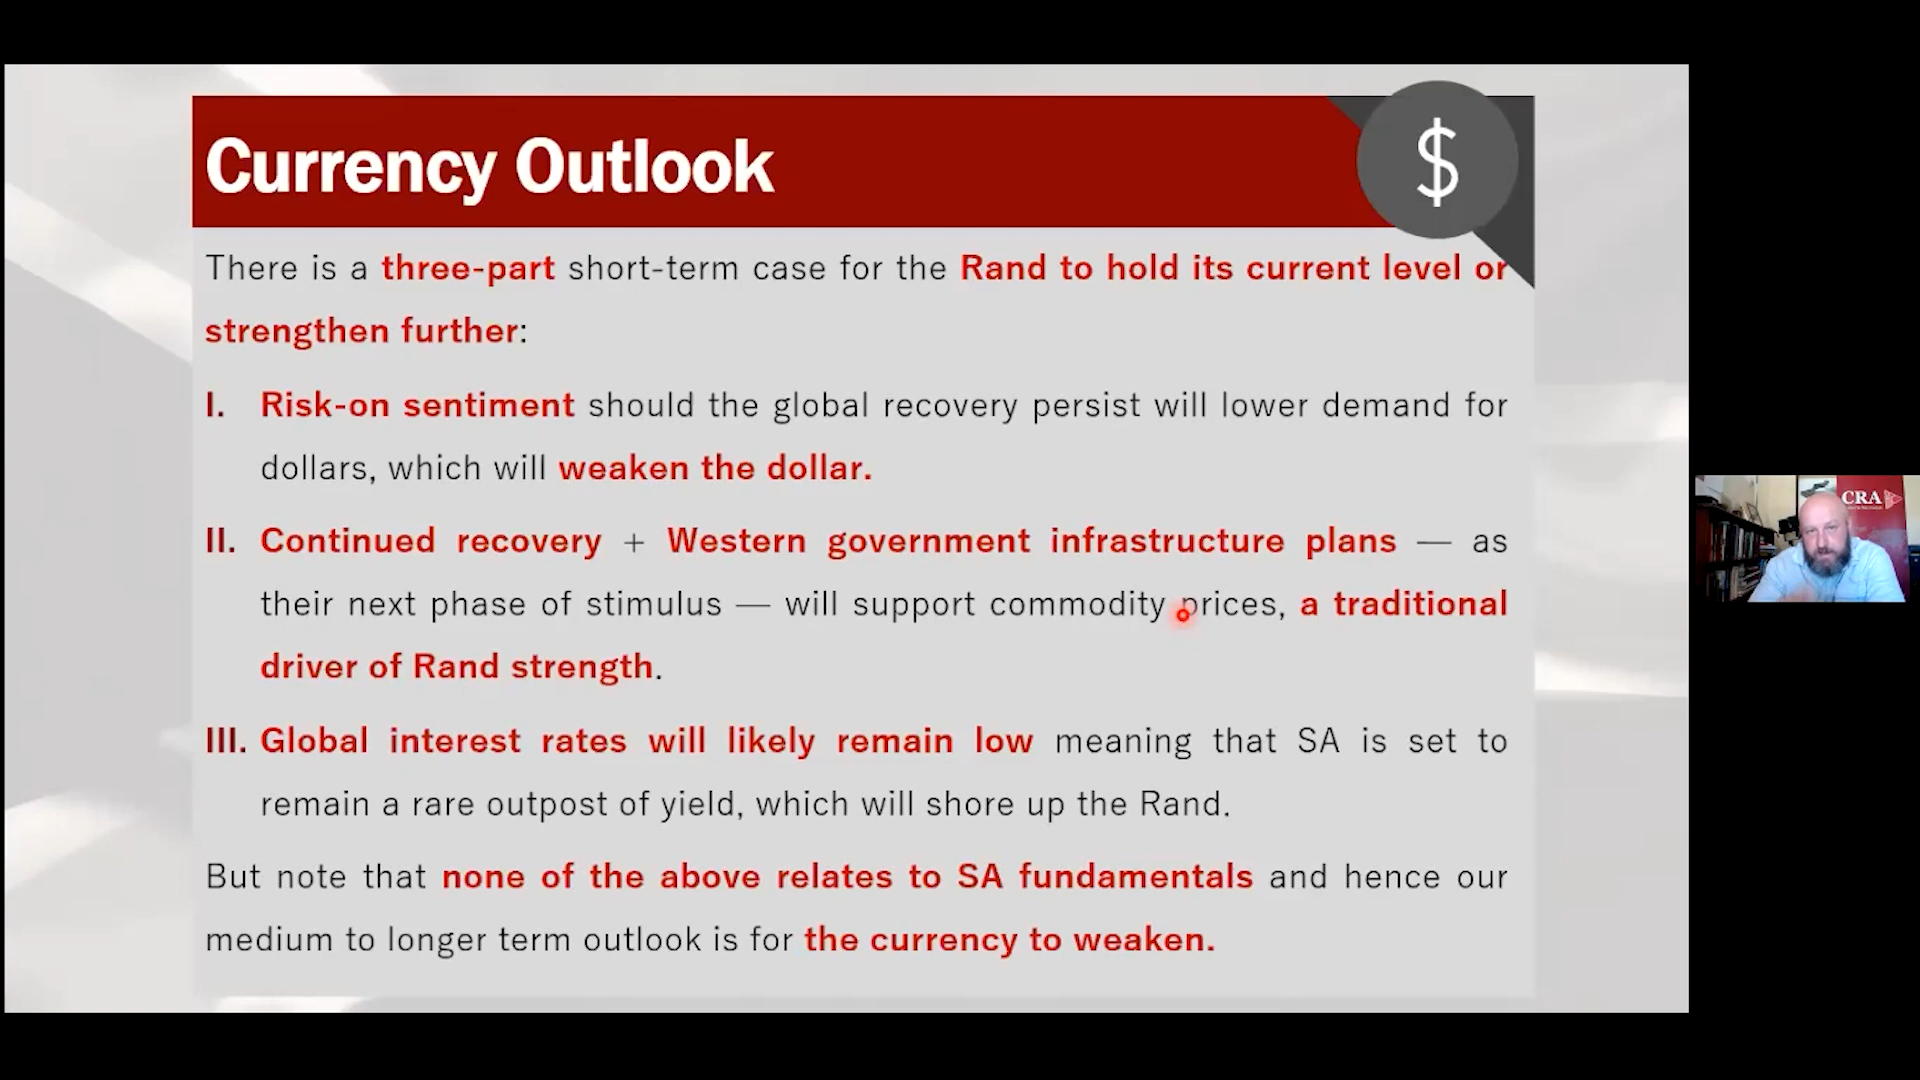 Currency Outlook
$
There is a three-part short-term case for the Rand to hold its current level or
strengthen further:
I. Risk-on sentiment should the global recovery persist will lower demand for
dollars, which will weaken the dollar.
II. Continued recovery + Western government infrastructure plans — as
their next phase of stimulus — will support commodity prices, a traditional
driver of Rand strength.
III. Global interest rates will likely remain low meaning that SA is set to
remain a rare outpost of yield, which will shore up the Rand.
But note that none of the above relates to SA fundamentals and hence our
medium to longer term outlook is for the currency to weaken.
CRA